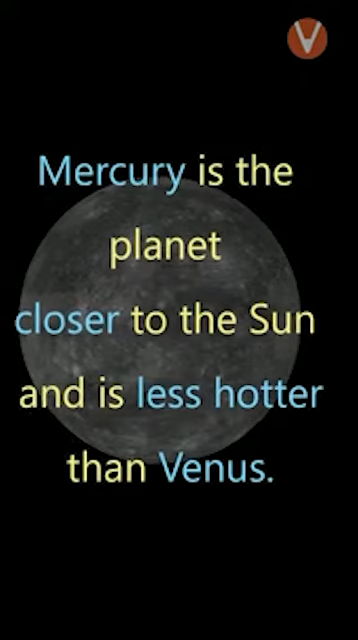 Mercury is the
planet
closer to the Sun
and is less hotter
than Venus.